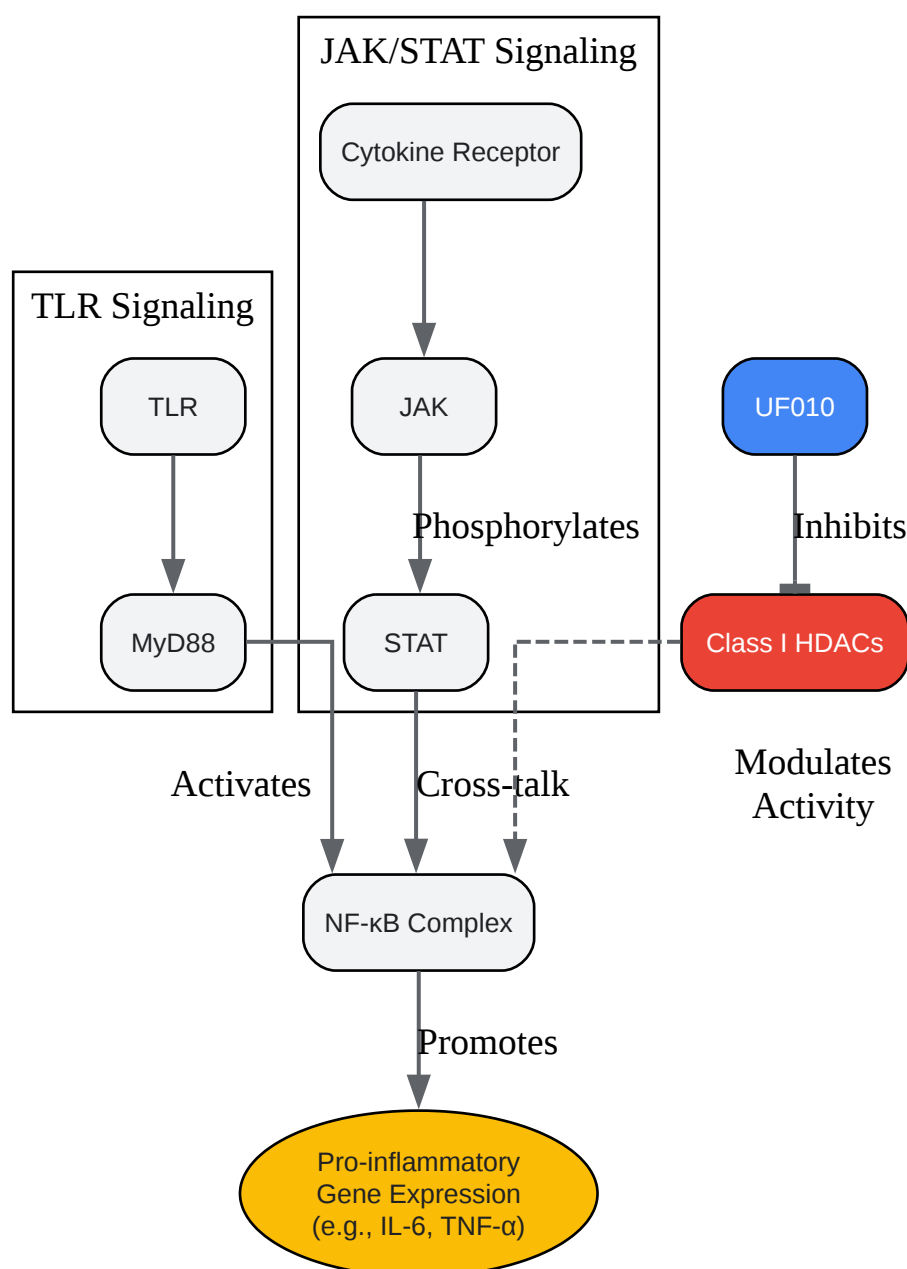 JAK/STAT Signaling
Cytokine Receptor
TLR Signaling
TLR
JAK
UF010
Phosphorylates
Inhibits
MyD88
STAT
Class I HDACs
Activates
Cross-talk
Modulates
Activity
NF-κB Complex
Promotes
Pro-inflammatory
Gene Expression
(e.g., IL-6, TNF-α)